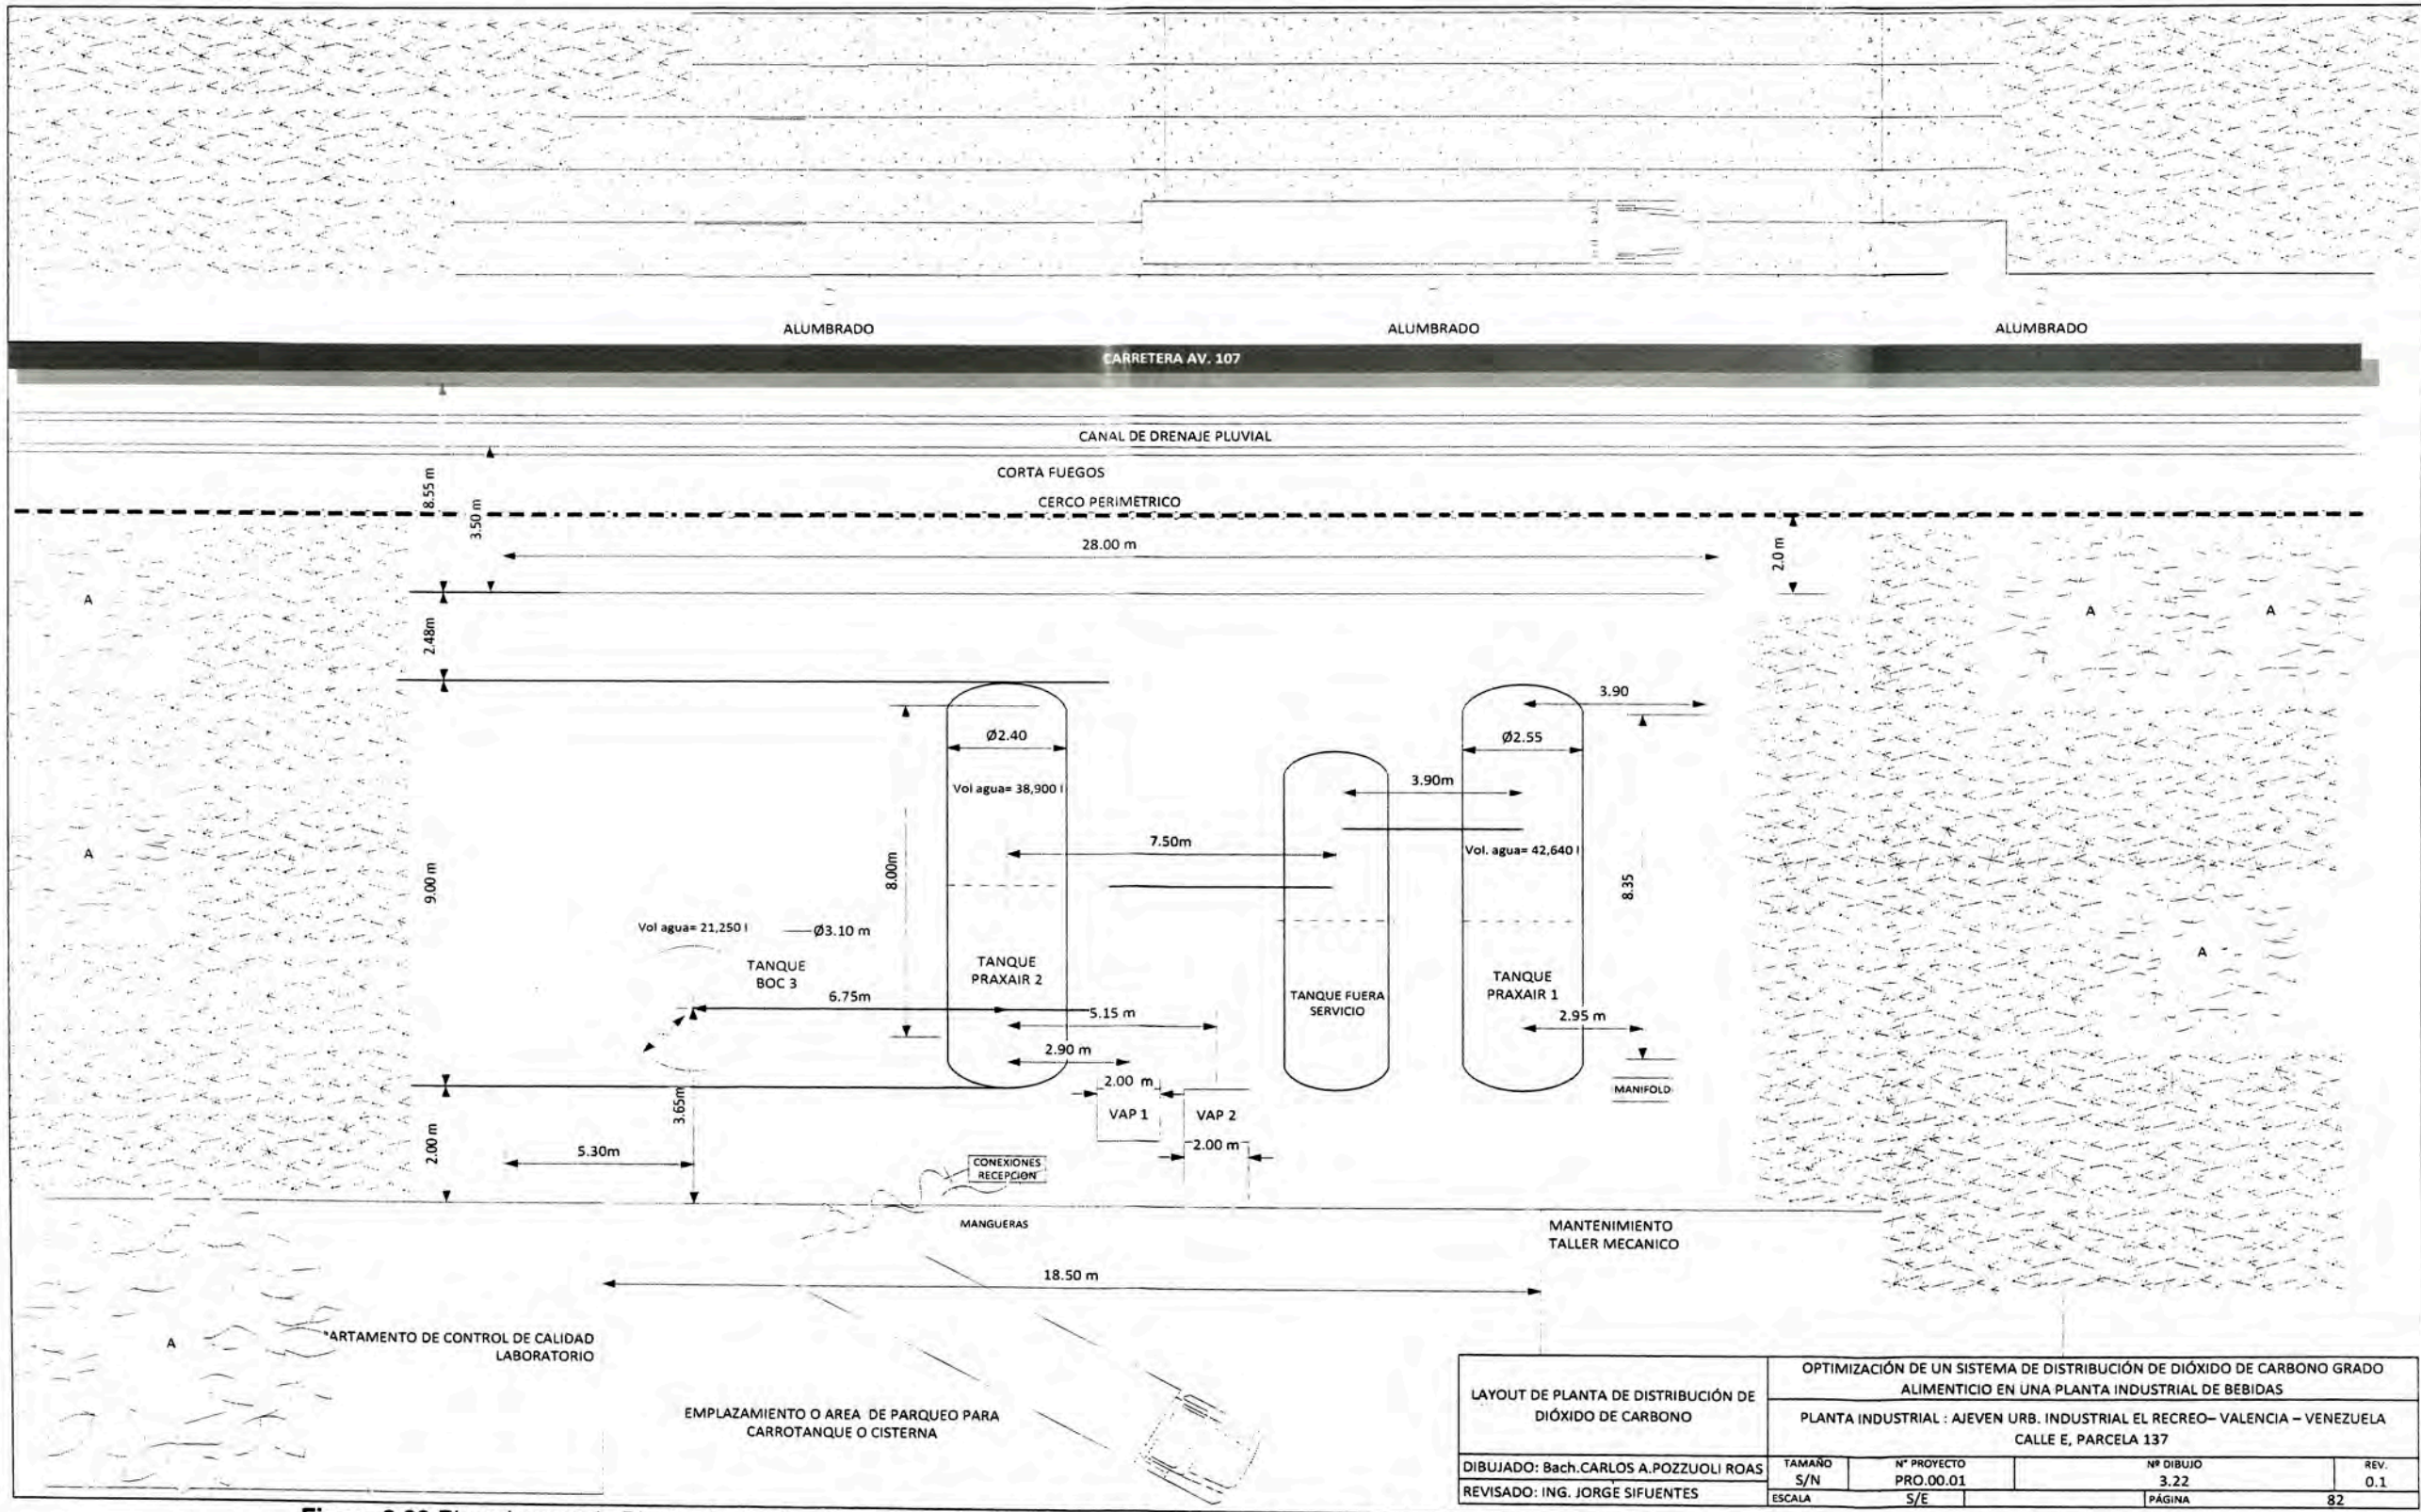 ALUMBRADO
ALUMBRADO
ALUMBRADO
CARRETERA AV. 107
CANAL DE DRENAJE PLUVIAL
CORTA FUEGOS
CERCO PERIMETRICO
8.55 m
3.50 m
28.00 m
2.0 m
A
A
A
2.48m
3.90
Ø2.40
Ø2.55
Vol agua= 38,900 l
3.90m
7.50m
Vol. agua= 42,640 l
A
9.00 m
8.00m
8.35
Vol agua= 21,250 l
Ø3.10 m
A
TANQUE
BOC 3
TANQUE
PRAXAIR 2
TANQUE FUERA
SERVICIO
TANQUE
PRAXAIR 1
6.75m
5.15 m
2.95 m
2.90 m
2.00 m
MANIFOLD
3.65m
VAP 1
VAP 2
2.00 m
2.00 m
5.30m
CONEXIONES
RECEPCION
MANGUERAS
MANTENIMIENTO
TALLER MECANICO
18.50 m
A
ARTAMENTO DE CONTROL DE CALIDAD
LABORATORIO
EMPLAZAMIENTO O AREA DE PARQUEO PARA
CARROTANQUE O CISTERNA
LAYOUT DE PLANTA DE DISTRIBUCIÓN DE
DIÓXIDO DE CARBONO
OPTIMIZACIÓN DE UN SISTEMA DE DISTRIBUCIÓN DE DIÓXIDO DE CARBONO GRADO
ALIMENTICIO EN UNA PLANTA INDUSTRIAL DE BEBIDAS
PLANTA INDUSTRIAL : AJEVEN URB. INDUSTRIAL EL RECREO– VALENCIA – VENEZUELA
CALLE E, PARCELA 137
DIBUJADO: Bach.CARLOS A.POZZUOLI ROAS
REVISADO: ING. JORGE SIFUENTES
TAMAÑO
S/N
N° PROYECTO
PRO.00.01
Nº DIBUJO
3.22
REV.
0.1
ESCALA
S/E
PÁGINA
82